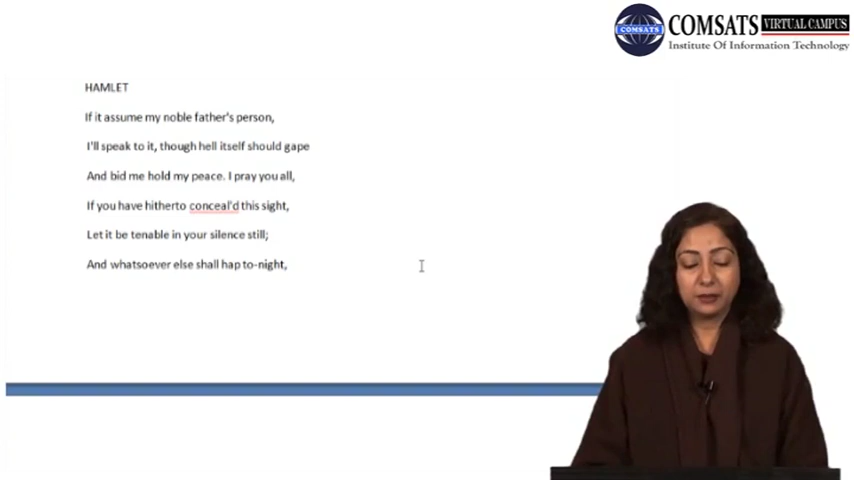 COMSATS VIRTUAL CAMPUS
COMSATS
Institute Of Information Technology
HAMLET
If it assume my noble father's person,
I'll speak to it, though hell itself should gape
And bid me hold my peace. I pray you all,
If you have hitherto conceal'd this sight,
Let it be tenable in your silence still;
And whatsoever else shall hap to-night,